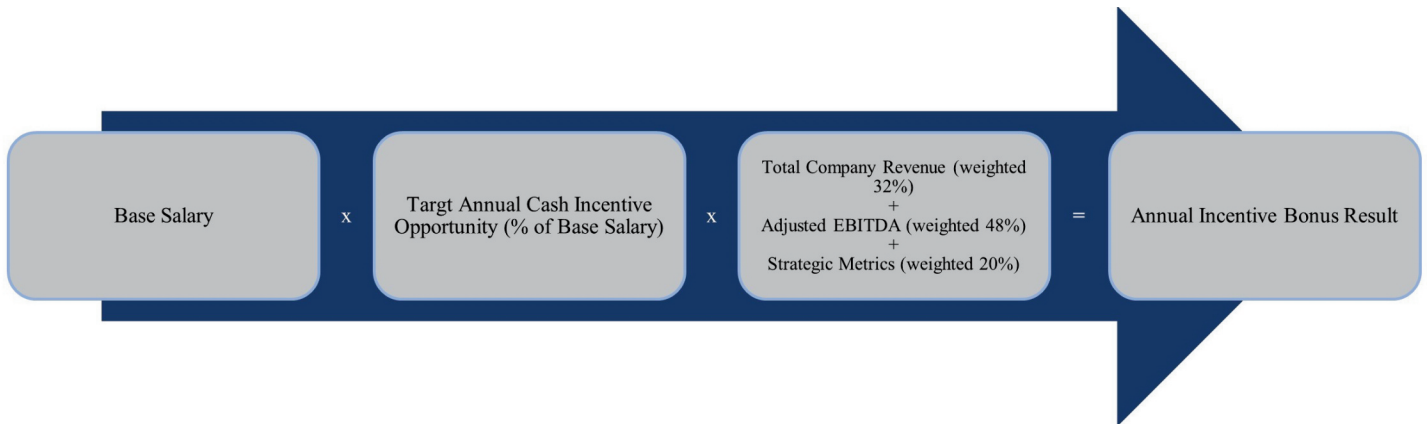 Base Salary
x
Targt Annual Cash Incentive
Opportunity (% of Base Salary)
x
Total Company Revenue (weighted
32%)
+
Adjusted EBITDA (weighted 48%)
+
Strategic Metrics (weighted 20%)
=
Annual Incentive Bonus Result